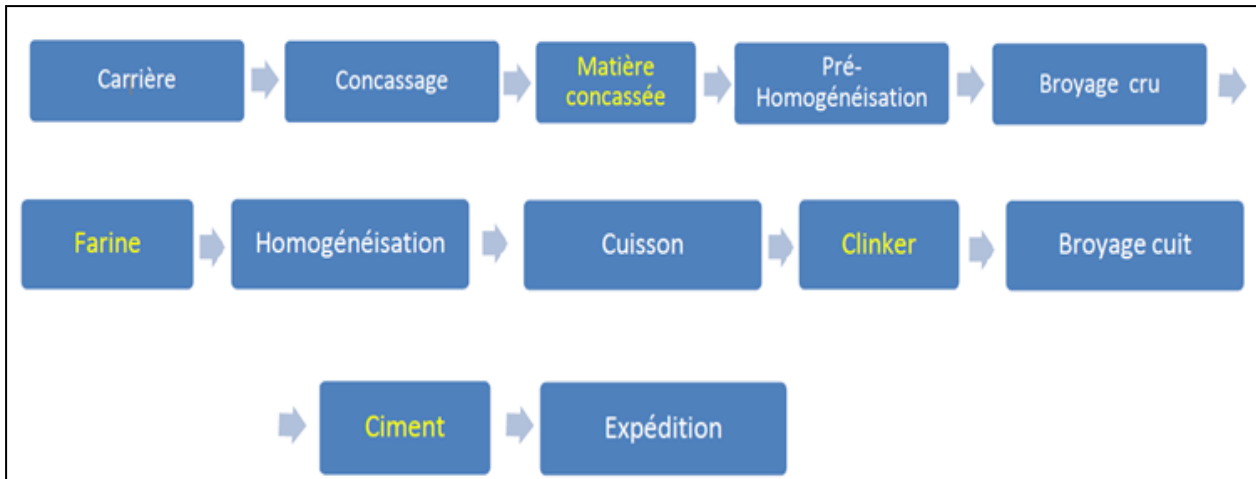 Carrière
Concassage
Matière
concassée
Pré-
Homogénéisation
Broyage cru
Farine
Homogénéisation
Cuisson
Clinker
Broyage cuit
Ciment
Expédition